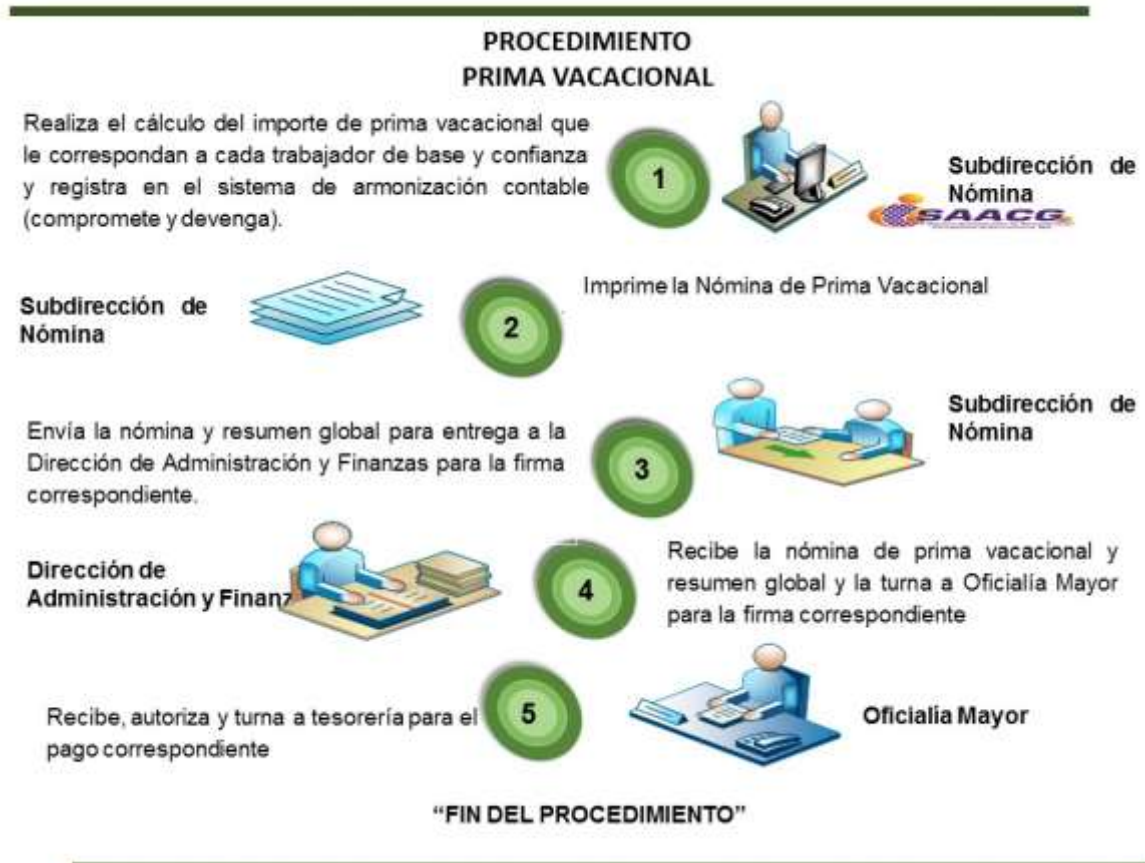 PROCEDIMIENTO
PRIMA VACACIONAL
Realiza el cálculo del importe de prima vacacional que
le correspondan a cada trabajador de base y confianza
y registra en el sistema de armonización contable
(compromete y devenga).
1
Subdirección de
Nómina
SAACG
Subdirección de
Nómina
2
Imprime la Nómina de Prima Vacacional
Envía la nómina y resumen global para entrega a la
Dirección de Administración y Finanzas para la firma
correspondiente.
3
Subdirección de
Nómina
Dirección de
Administración y Finanz
4
Recibe la nómina de prima vacacional y
resumen global y la turna a Oficialía Mayor
para la firma correspondiente
Recibe, autoriza y turna a tesorería para el
pago correspondiente
5
Oficialía Mayor
“FIN DEL PROCEDIMIENTO”